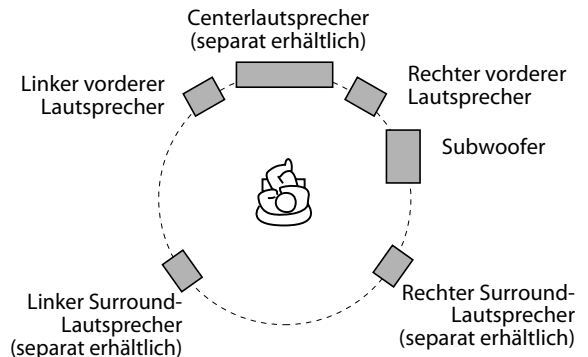 Centerlautsprecher
(separat erhältlich)
Linker vorderer
Lautsprecher
Rechter vorderer
Lautsprecher
Subwoofer
Linker Surround-
Lautsprecher
(separat erhältlich)
Rechter Surround-
Lautsprecher
(separat erhältlich)